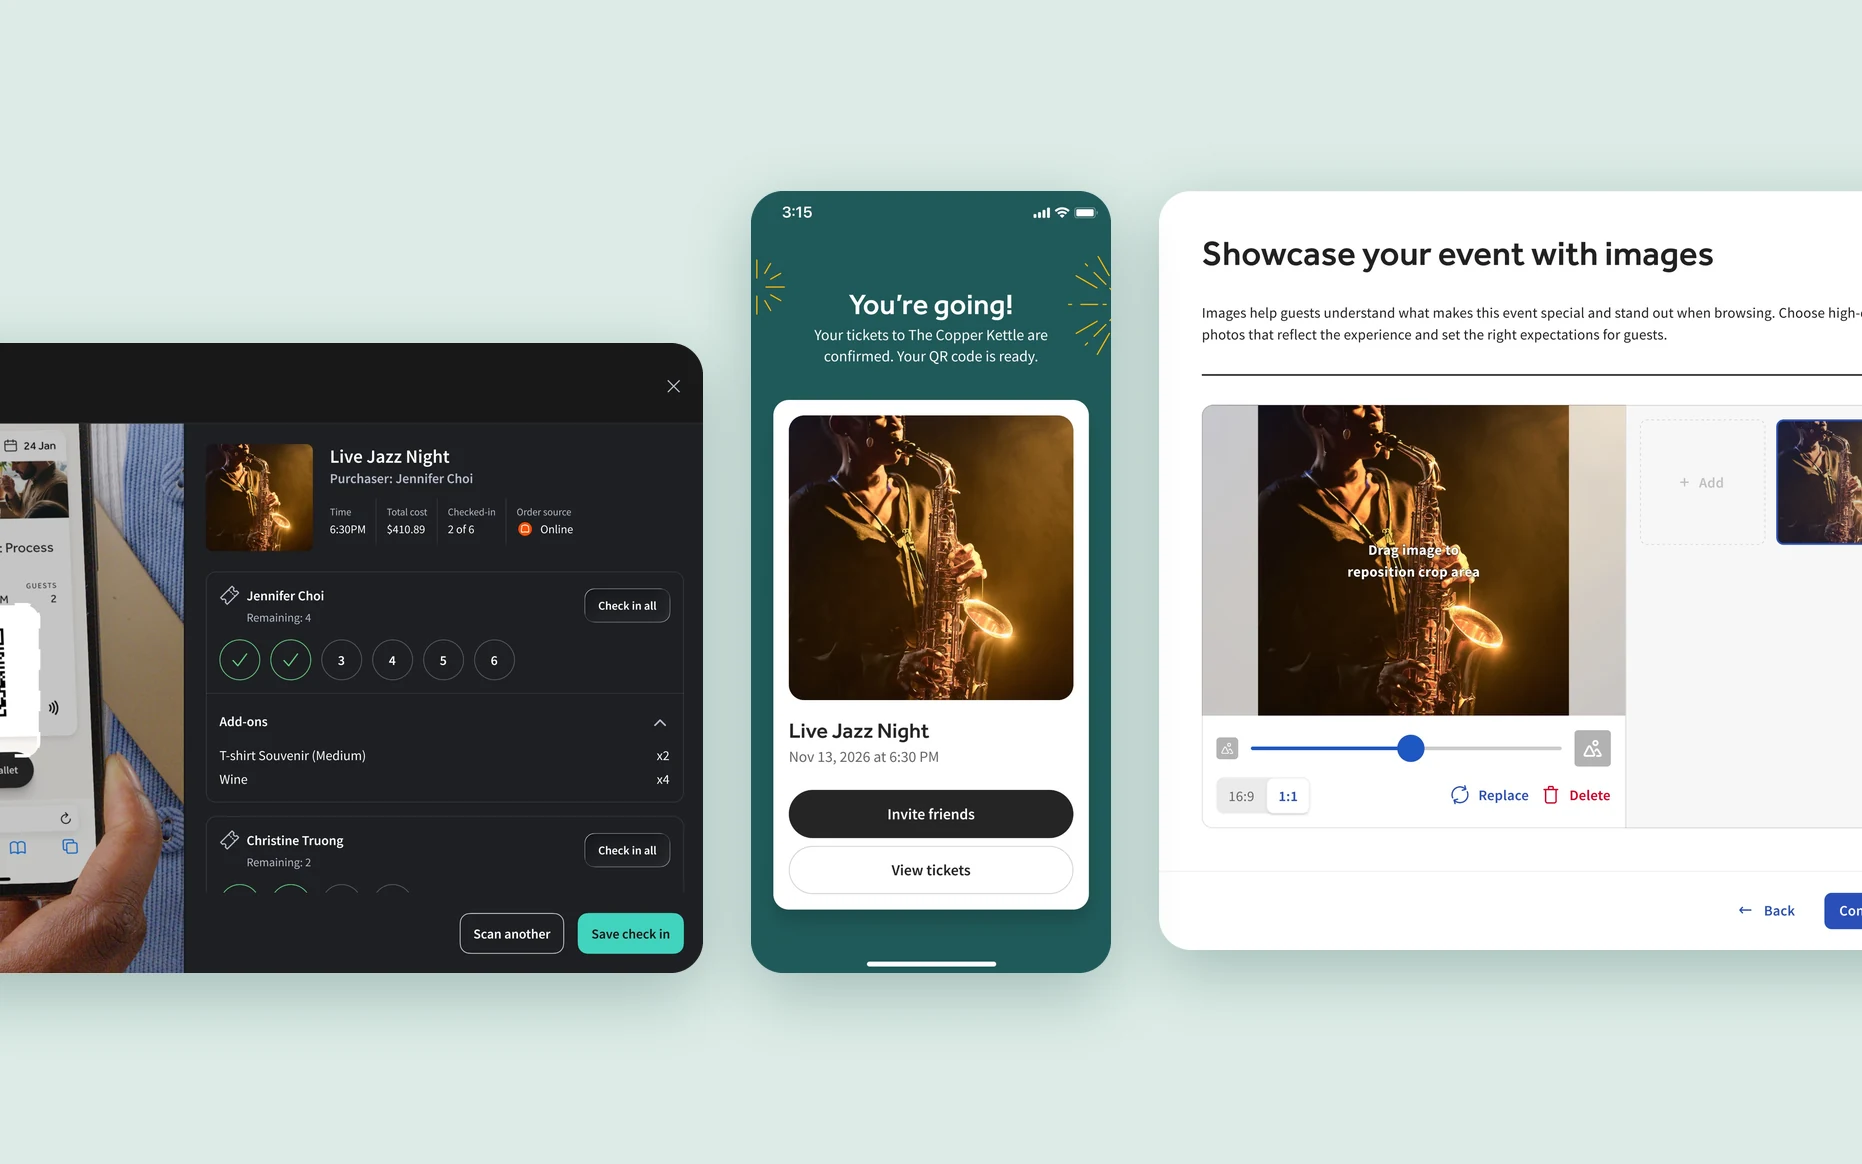 24 Jan
: Process
GUESTS
M
2
allet
Live Jazz Night
Purchaser: Jennifer Choi
Time
Total cost
Checked-in
Order source
6:30PM
$410.89
2 of 6
Online
Jennifer Choi
Remaining: 4
Check in all
3
4
5
6
Add-ons
T-shirt Souvenir (Medium)
x2
Wine
x4
Christine Truong
Remaining: 2
Check in all
Scan another
Save check in
3:15
You're going!
Your tickets to The Copper Kettle are
confirmed. Your QR code is ready.
Live Jazz Night
Nov 13, 2026 at 6:30 PM
Invite friends
View tickets
Showcase your event with images
Images help guests understand what makes this event special and stand out when browsing. Choose high-
photos that reflect the experience and set the right expectations for guests.
Drag image to
reposition crop area
+ Add
16:9
1:1
Replace
Delete
← Back
Con